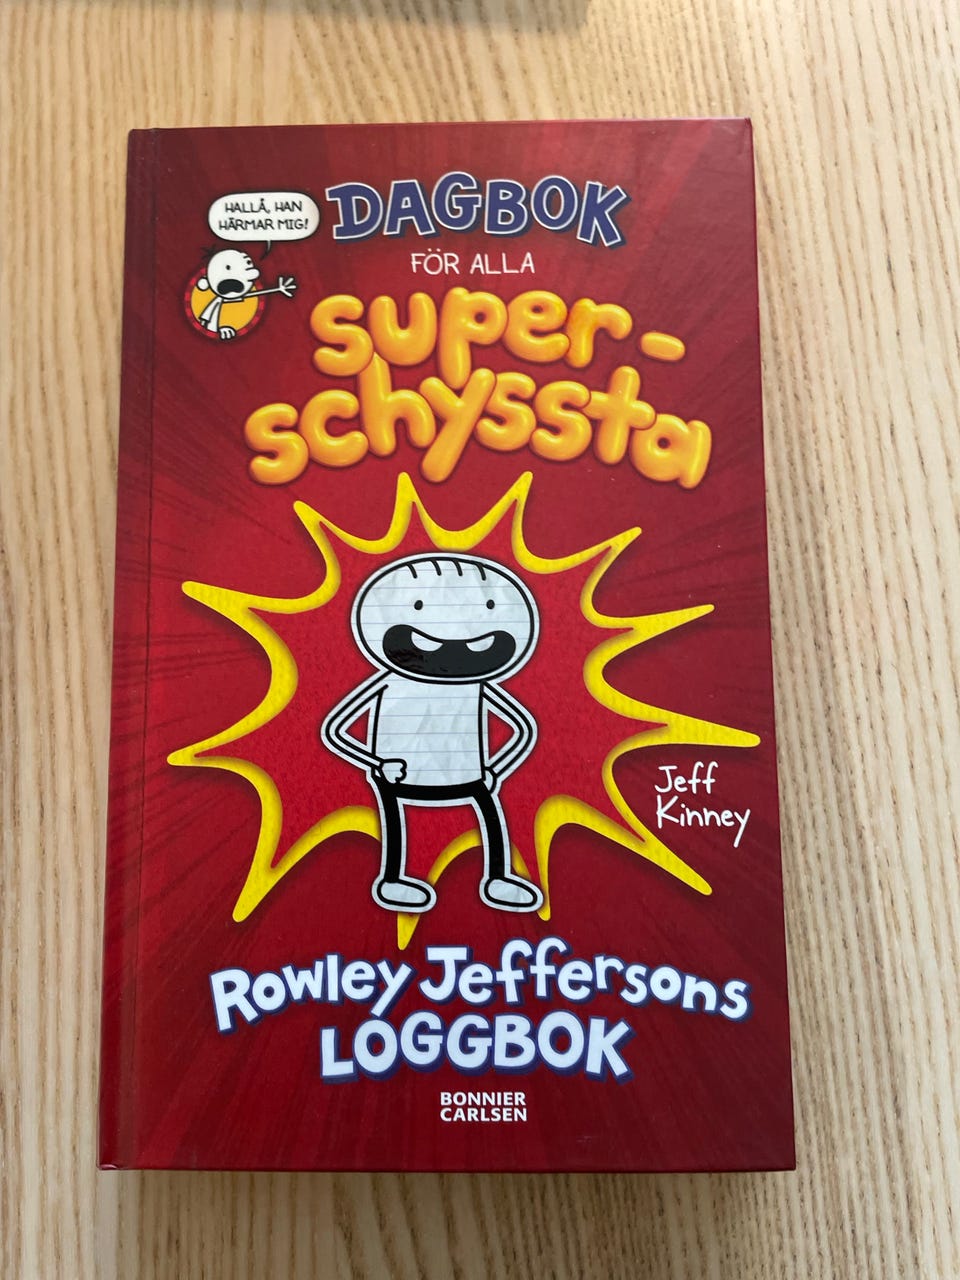 HALLÅ, HAN
HÄRMAR MIG!
DAGBOK
FÖR ALLA
super-
schyssta
Jeff
Kinney
Rowley Jeffersons
LOGGBOK
BONNIER
CARLSEN